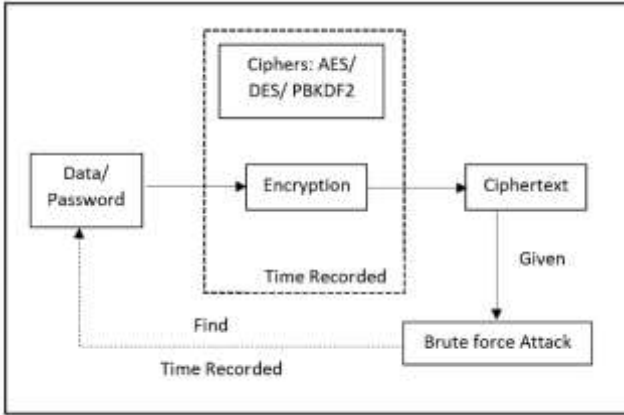 Ciphers: AES/
DES/ PBKDF2
Data/
Password
Encryption
Ciphertext
Time Recorded
Given
Find
Brute force Attack
Time Recorded